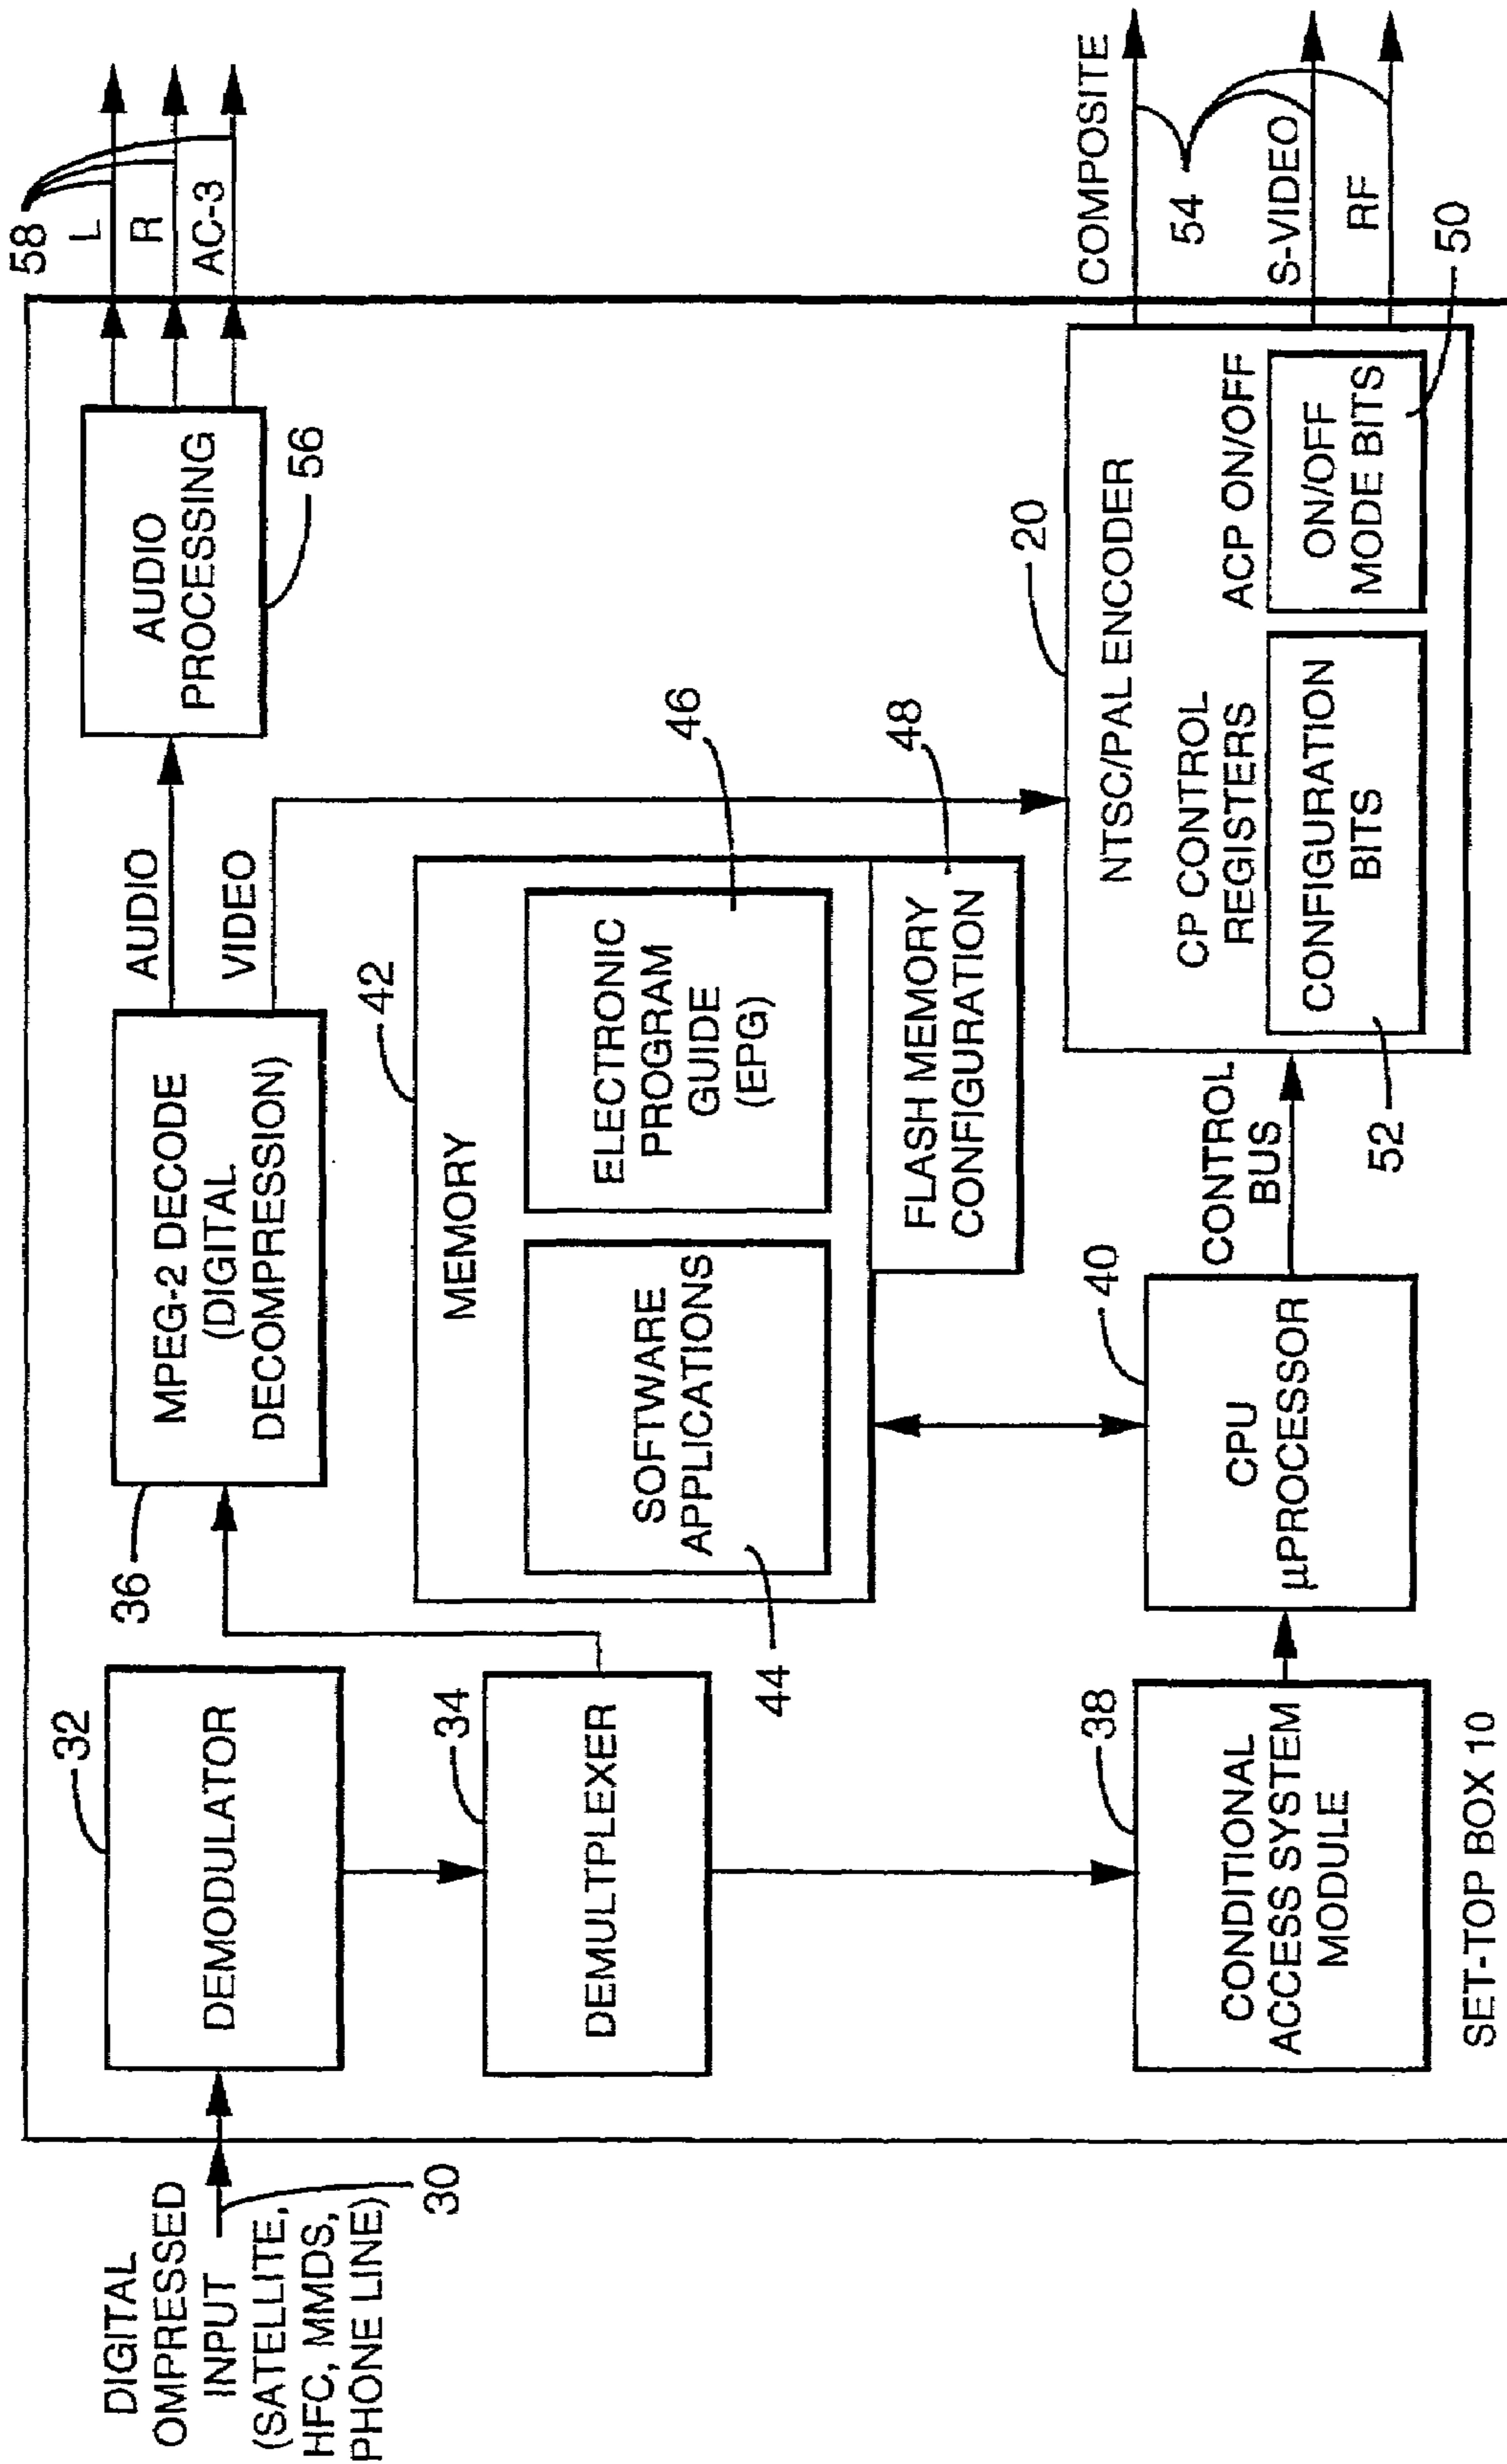 DIGITAL
OMPRESSED
INPUT
(SATELLITE,
HFC, MMDS,
PHONE LINE)
30
32
DEMODULATOR
34
DEMULTPLEXER
38
CONDITIONAL
ACCESS SYSTEM
MODULE
SET-TOP BOX 10
36
MPEG-2 DECODE
(DIGITAL
DECOMPRESSION)
AUDIO
VIDEO
42
MEMORY
SOFTWARE
APPLICATIONS
44
ELECTRONIC
PROGRAM
GUIDE
(EPG)
46
FLASH MEMORY
CONFIGURATION
48
40
CPU
µPROCESSOR
CONTROL
BUS
AUDIO
PROCESSING
56
58
L
R
AC-3
20
NTSC/PAL ENCODER
CP CONTROL
REGISTERS
ACP ON/OFF
CONFIGURATION
BITS
52
ON/OFF
MODE BITS
50
COMPOSITE
54
S-VIDEO
RF